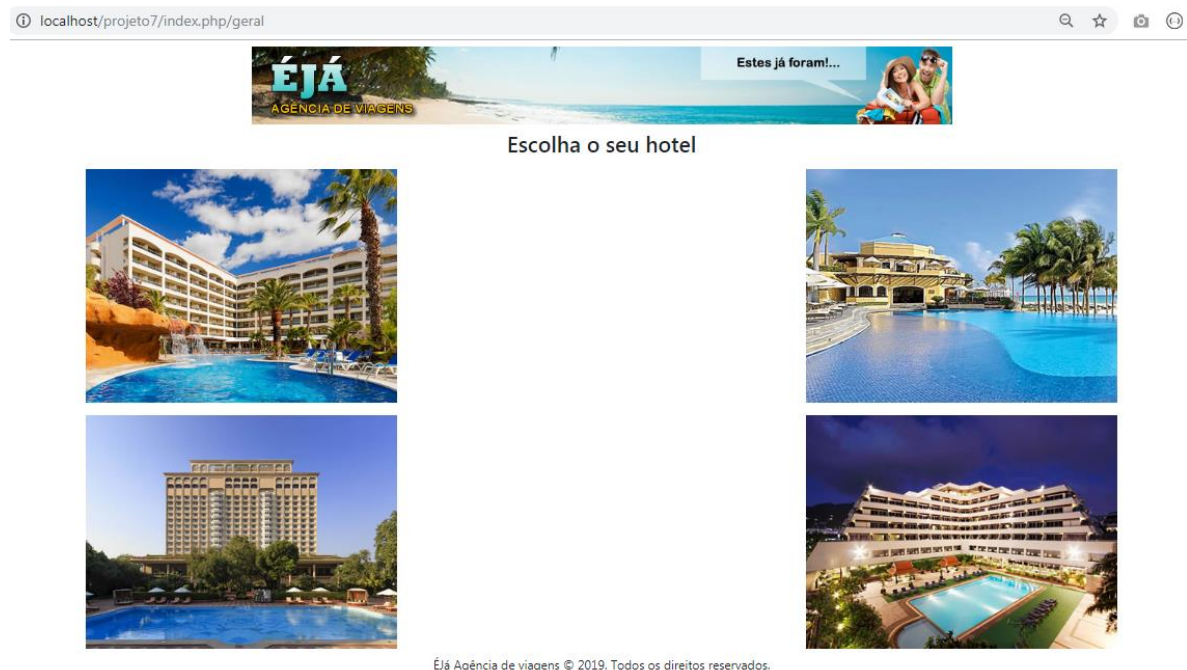 localhost/projeto7/index.php/geral
ÉJÁ
AGÊNCIA DE VIAGENS
Estes já foram!...
Escolha o seu hotel
ÉJá Agência de viagens © 2019. Todos os direitos reservados.